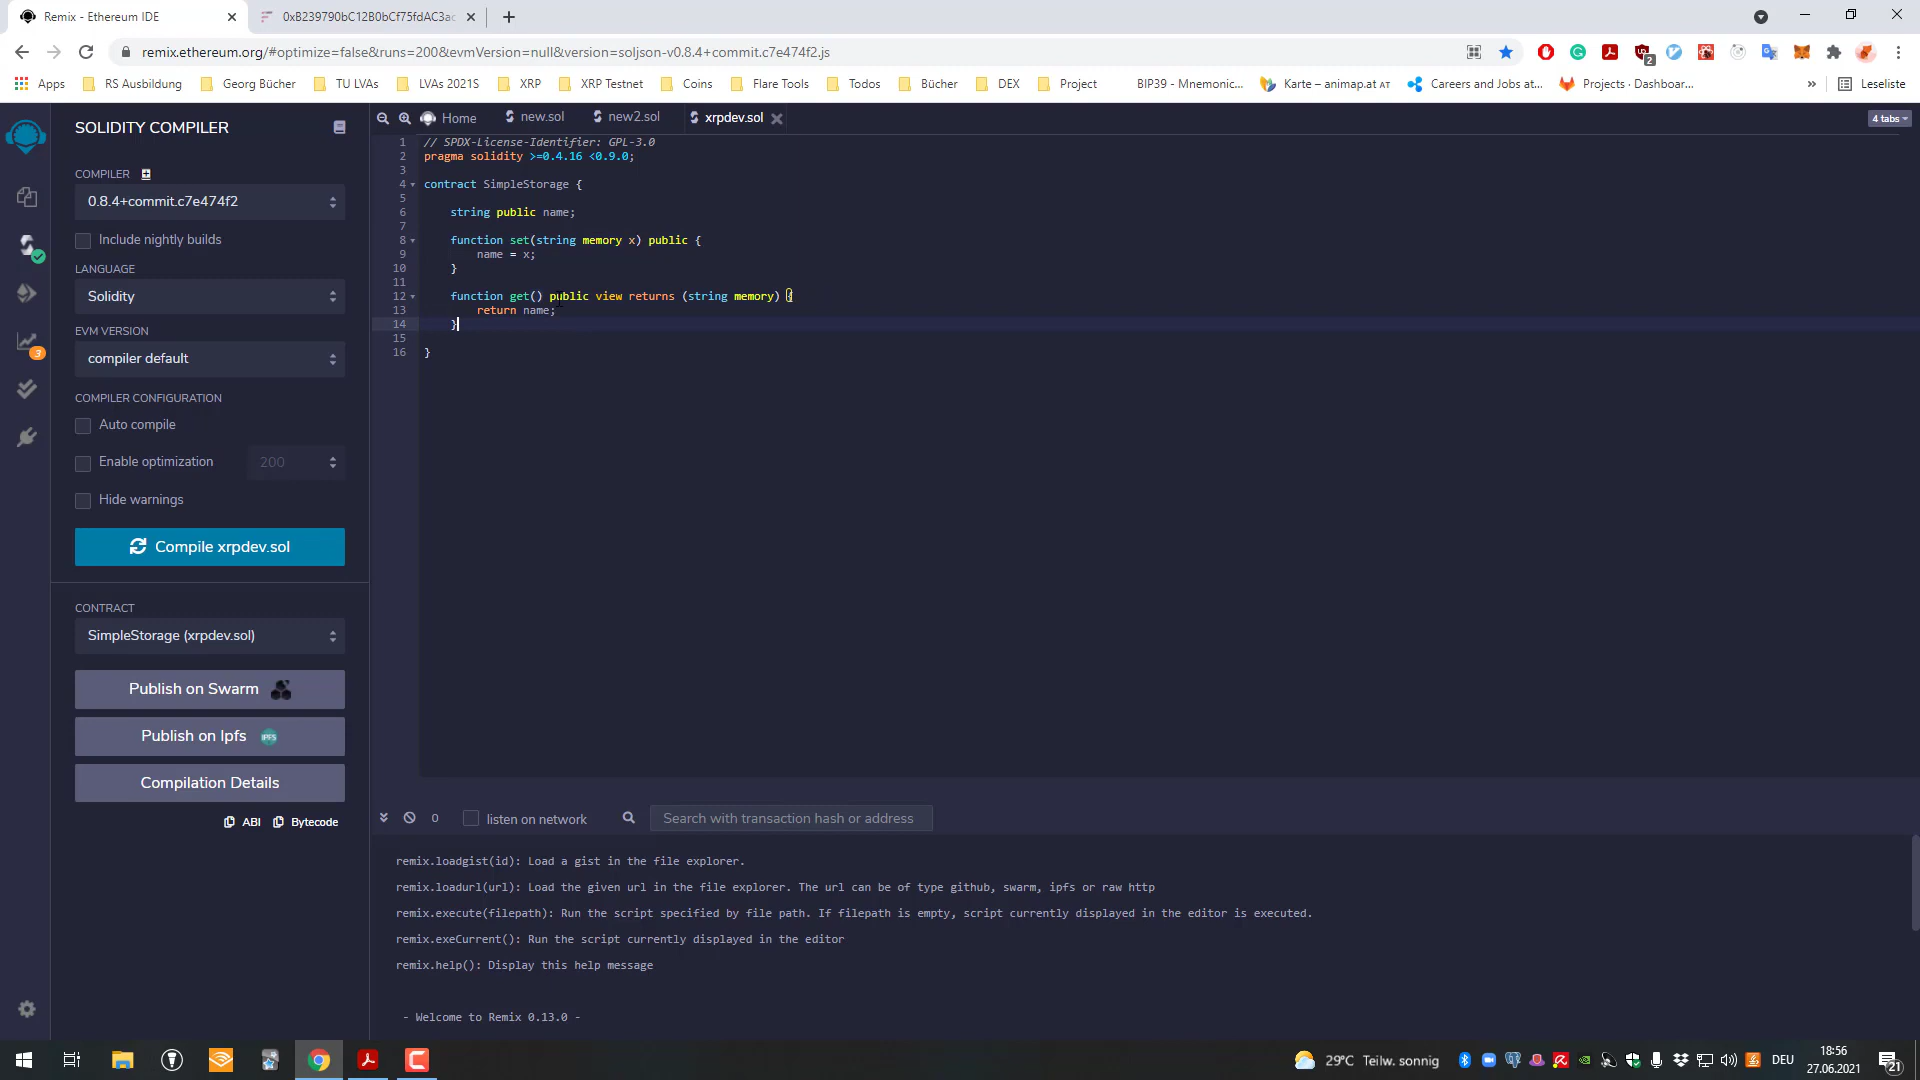 Remix - Ethereum IDE
0xB239790bC12B0bCf75fdAC3ac
remix.ethereum.org/#optimize=false&runs=200&evmVersion=null&version=soljson-v0.8.4+commit.c7e474f2.js
2
Apps
RS Ausbildung
Georg Bücher
TU LVAs
LVAs 2021S
XRP
XRP Testnet
Coins
Flare Tools
Todos
Bücher
DEX
Project
BIP39 - Mnemonic...
Karte – animap.at AT
Careers and Jobs at...
Projects · Dashboar...
»
Leseliste
SOLIDITY COMPILER
COMPILER
0.8.4+commit.c7e474f2
Include nightly builds
LANGUAGE
Solidity
EVM VERSION
compiler default
3
COMPILER CONFIGURATION
Auto compile
Enable optimization
200
Hide warnings
Compile xrpdev.sol
CONTRACT
SimpleStorage (xrpdev.sol)
Publish on Swarm
Publish on Ipfs
IPFS
Compilation Details
ABI
Bytecode
Home
new.sol
new2.sol
xrpdev.sol
4 tabs
1 // SPDX-License-Identifier: GPL-3.0
2 pragma solidity >=0.4.16 <0.9.0;
3
4 contract SimpleStorage {
5
6 string public name;
7
8 function set(string memory x) public {
9 name = x;
10 }
11
12 function get() public view returns (string memory) {
13 return name;
14 }
15
16 }
0
listen on network
Search with transaction hash or address
remix.loadgist(id): Load a gist in the file explorer.
remix.loadurl(url): Load the given url in the file explorer. The url can be of type github, swarm, ipfs or raw http
remix.execute(filepath): Run the script specified by file path. If filepath is empty, script currently displayed in the editor is executed.
remix.exeCurrent(): Run the script currently displayed in the editor
remix.help(): Display this help message
- Welcome to Remix 0.13.0 -
29°C Teilw. sonnig
DEU
18:56
27.06.2021
21